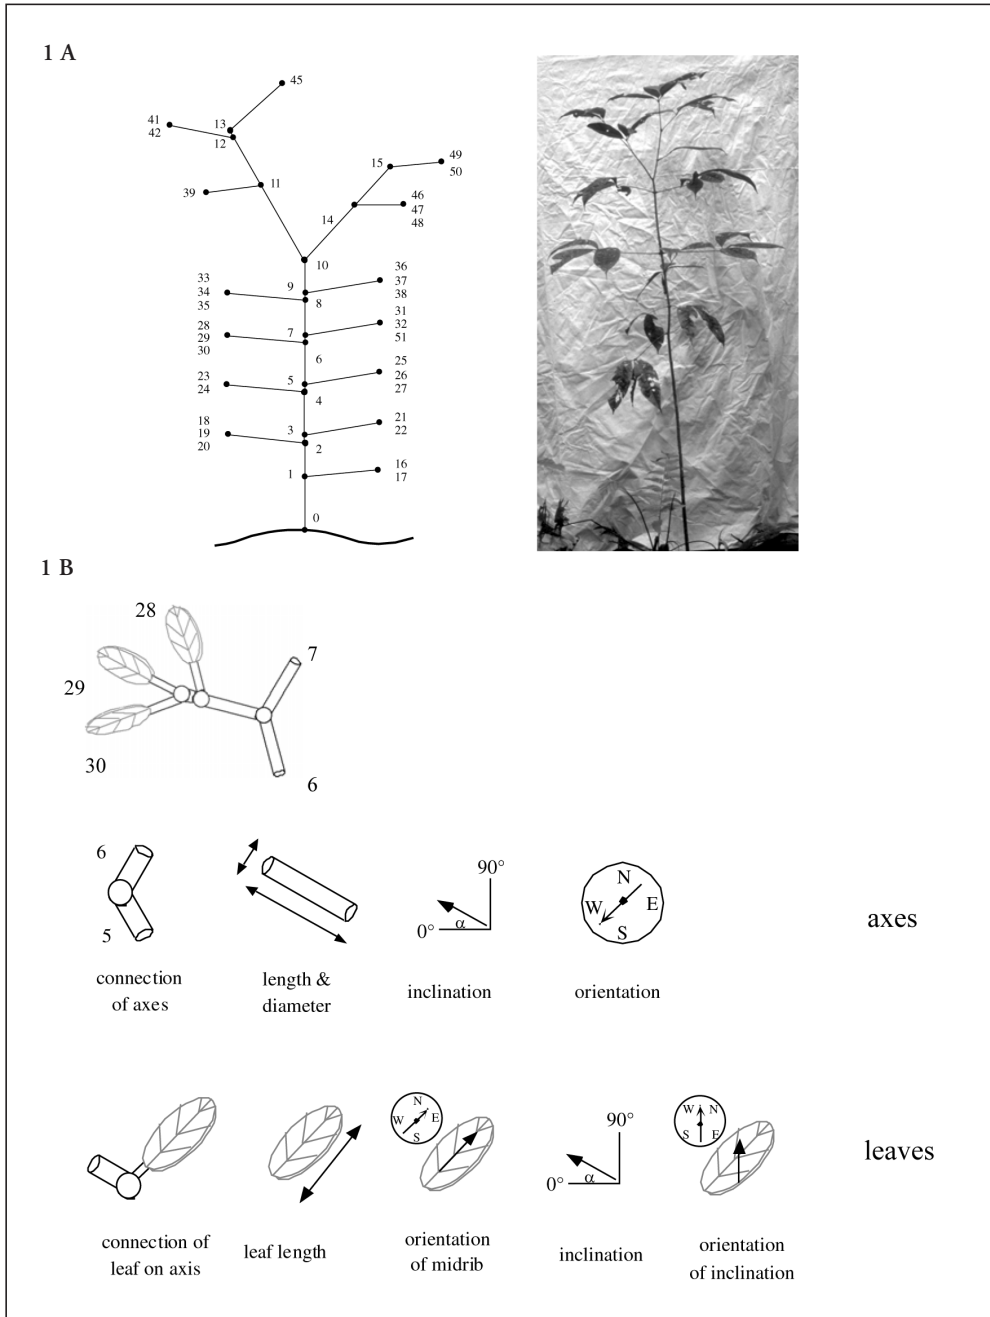 1 A
45
41
42
13
12
15
49
50
39
11
46
47
48
14
10
33
34
35
9
8
36
37
38
28
29
30
7
31
32
51
6
23
24
5
4
25
26
27
18
19
20
3
2
21
22
1
16
17
0
1 B
28
29
30
7
6
6
5
90°
0°
α
N
W
E
S
axes
connection
of axes
length &
diameter
inclination
orientation
N
W
E
S
90°
0°
α
W
N
S
E
leaves
connection of
leaf on axis
leaf length
orientation
of midrib
inclination
orientation
of inclination